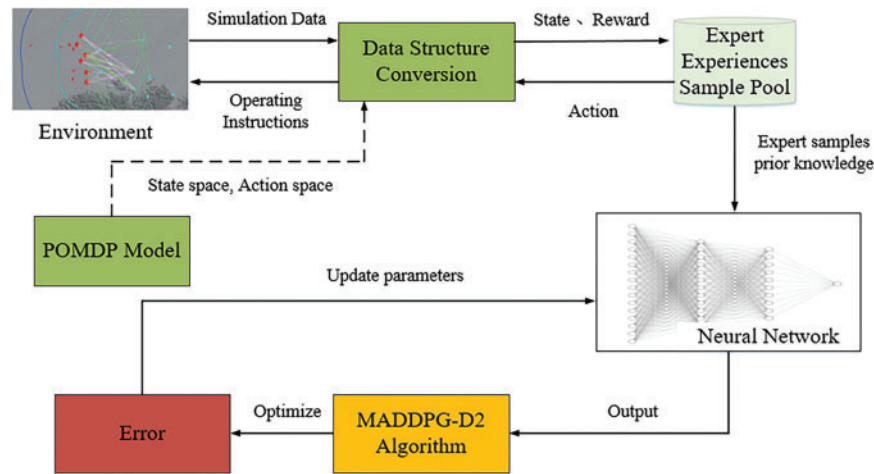 Simulation Data
State、Reward
Data Structure
Conversion
Expert
Experiences
Sample Pool
Operating
Instructions
Action
Environment
Expert samples
prior knowledge
State space, Action space
POMDP Model
Update parameters
Neural Network
Error
Optimize
MADDPG-D2
Algorithm
Output